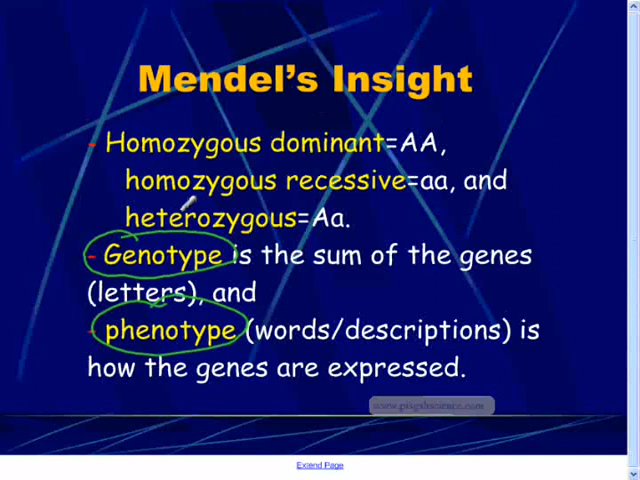 Mendel's Insight
- Homozygous dominant=AA,
homozygous recessive=aa, and
heterozygous=Aa.
- Genotype is the sum of the genes
(letters), and
- phenotype (words/descriptions) is
how the genes are expressed.
Extend Page